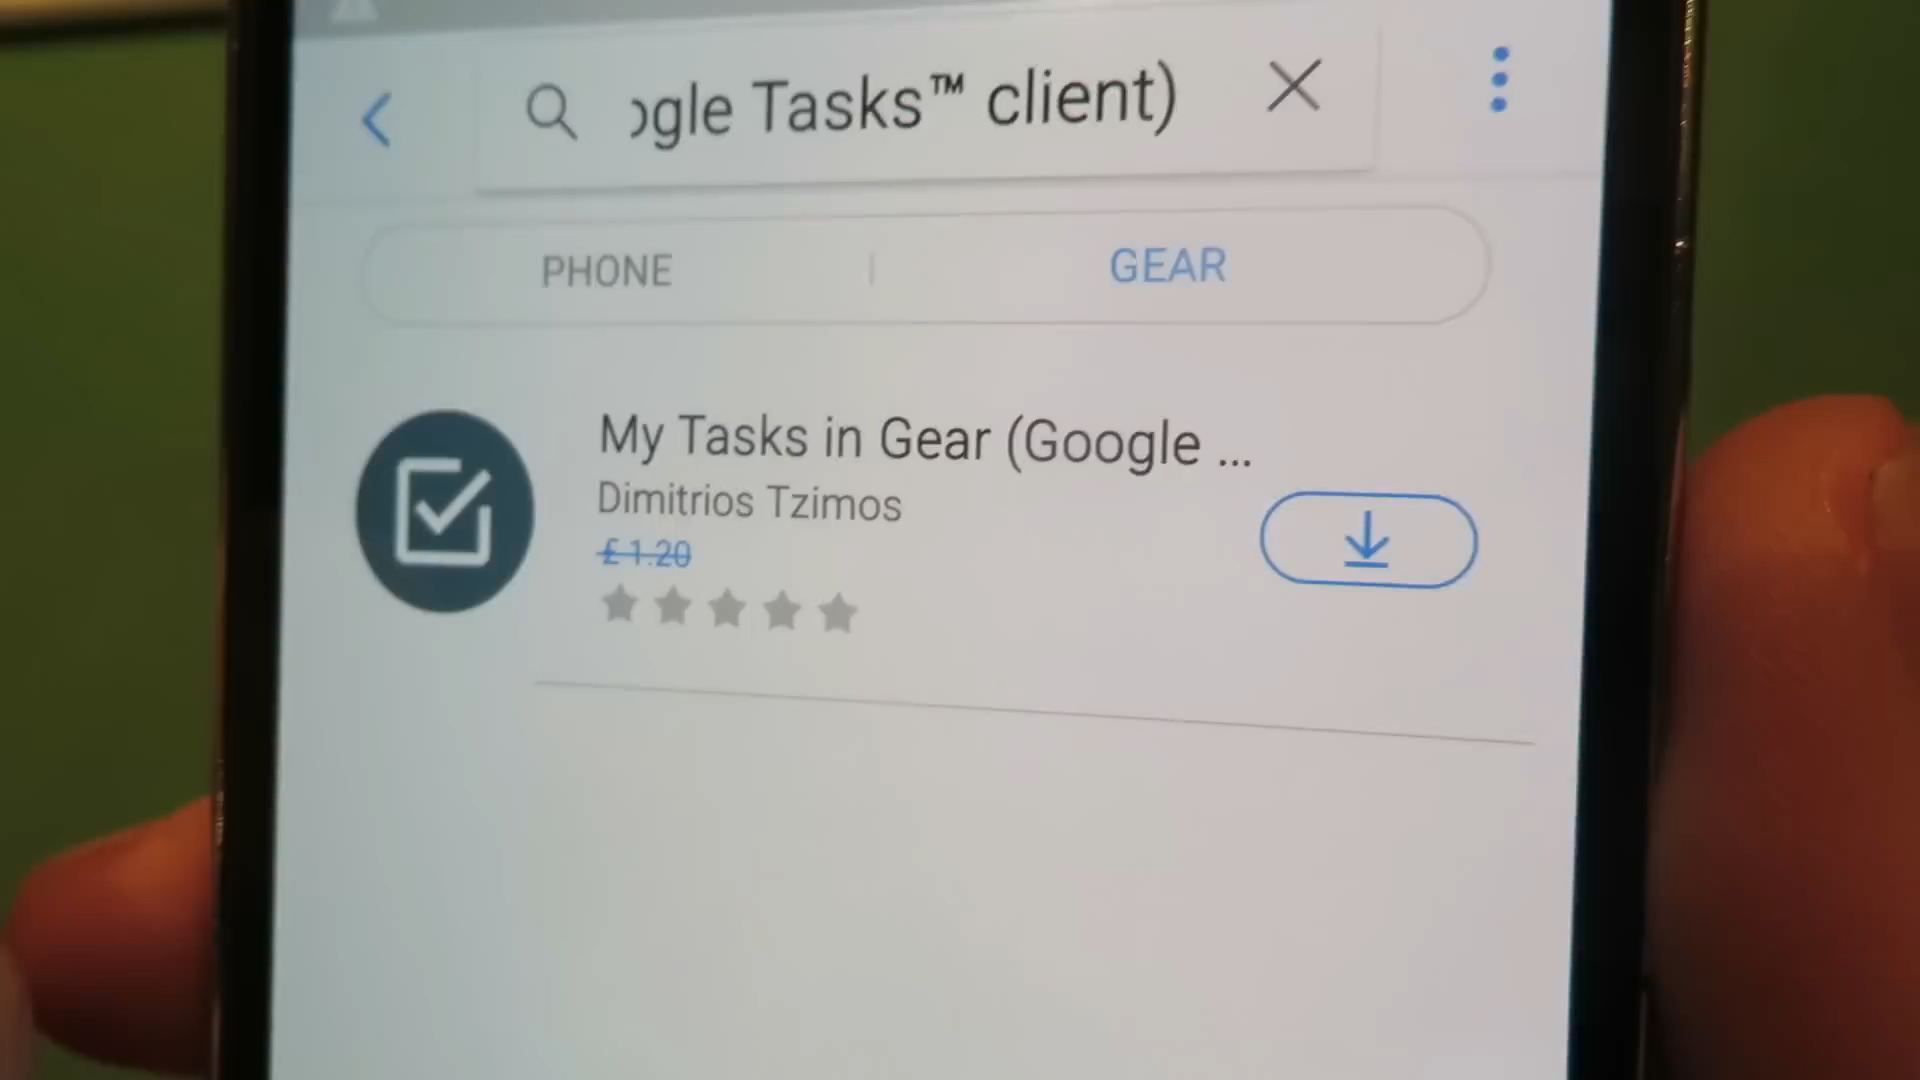 ogle Tasks™ client)
PHONE
GEAR
My Tasks in Gear (Google ...
Dimitrios Tzimos
£1.20